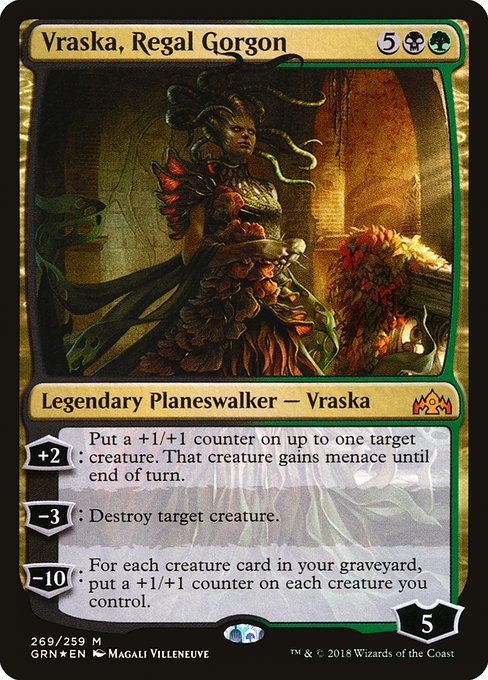 Vraska, Regal Gorgon 5
Legendary Planeswalker — Vraska
+2: Put a +1/+1 counter on up to one target
creature. That creature gains menace until
end of turn.
−3: Destroy target creature.
−10: For each creature card in your graveyard,
put a +1/+1 counter on each creature you
control.
5
269/259 M
GRN★EN Magali Villeneuve
™ & © 2018 Wizards of the Coast